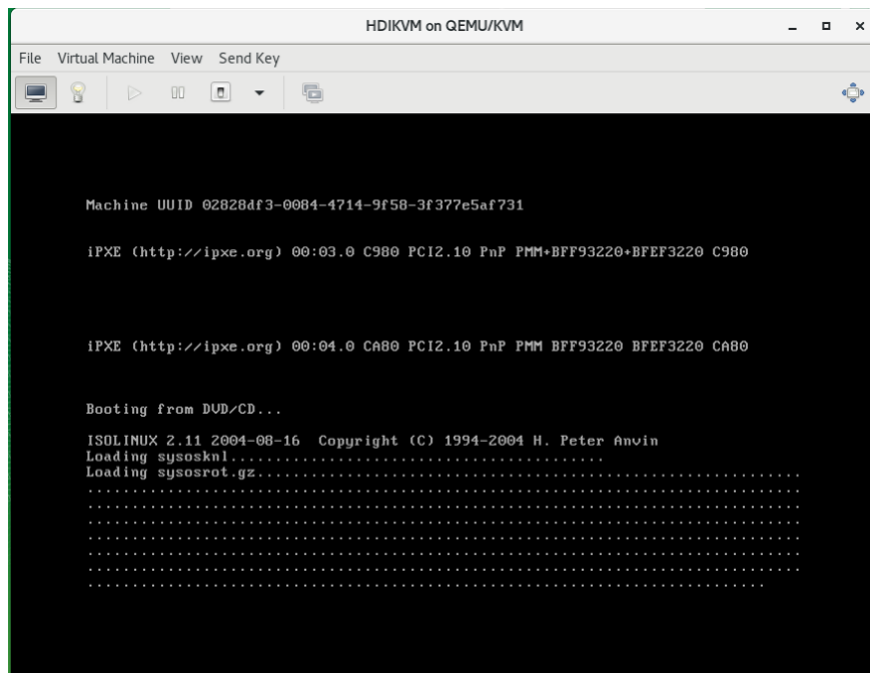 HDIKVM on QEMU/KVM
File Virtual Machine View Send Key
Machine UUID 02828df3-0084-4714-9f58-3f377e5af731
iPXE (http://ipxe.org) 00:03.0 C980 PCI2.10 PnP PMM+BFF93220+BFEF3220 C980
iPXE (http://ipxe.org) 00:04.0 CA80 PCI2.10 PnP PMM BFF93220 BFEF3220 CA80
Booting from DVD/CD...
ISOLINUX 2.11 2004-08-16 Copyright (C) 1994-2004 H. Peter Anvin
Loading sysosknl.........................................
Loading sysosrot.gz............................................................
................................................................................
................................................................................
................................................................................
................................................................................
................................................................................
................................................................................
............................................................................